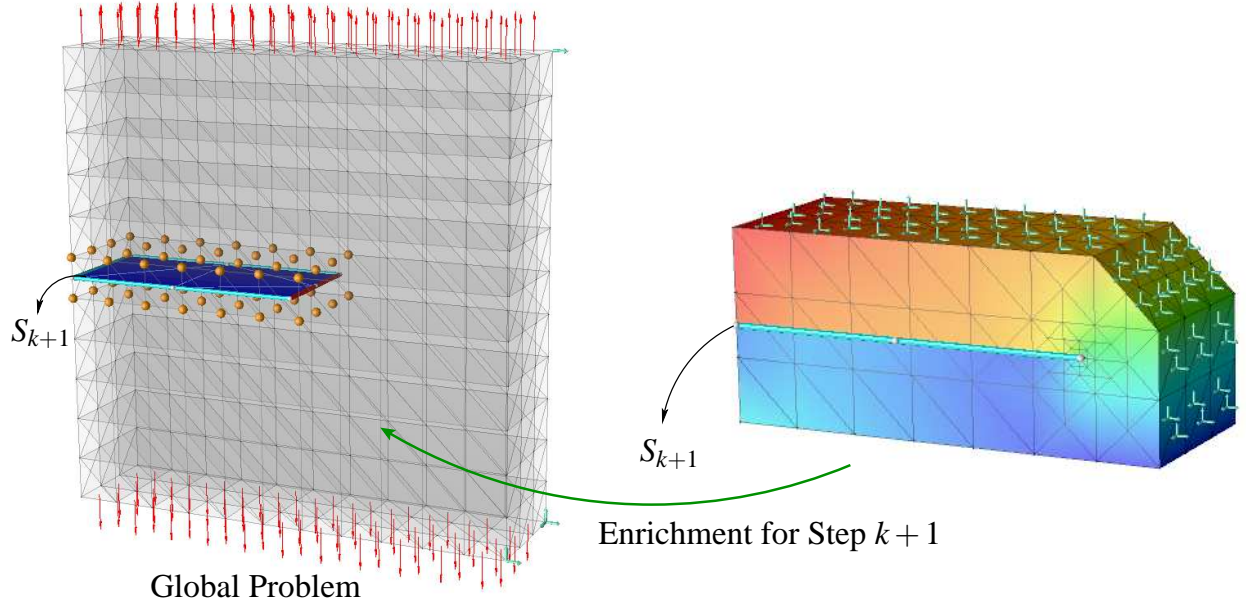 S_{k+1}
S_{k+1}
Enrichment for Step k + 1
Global Problem